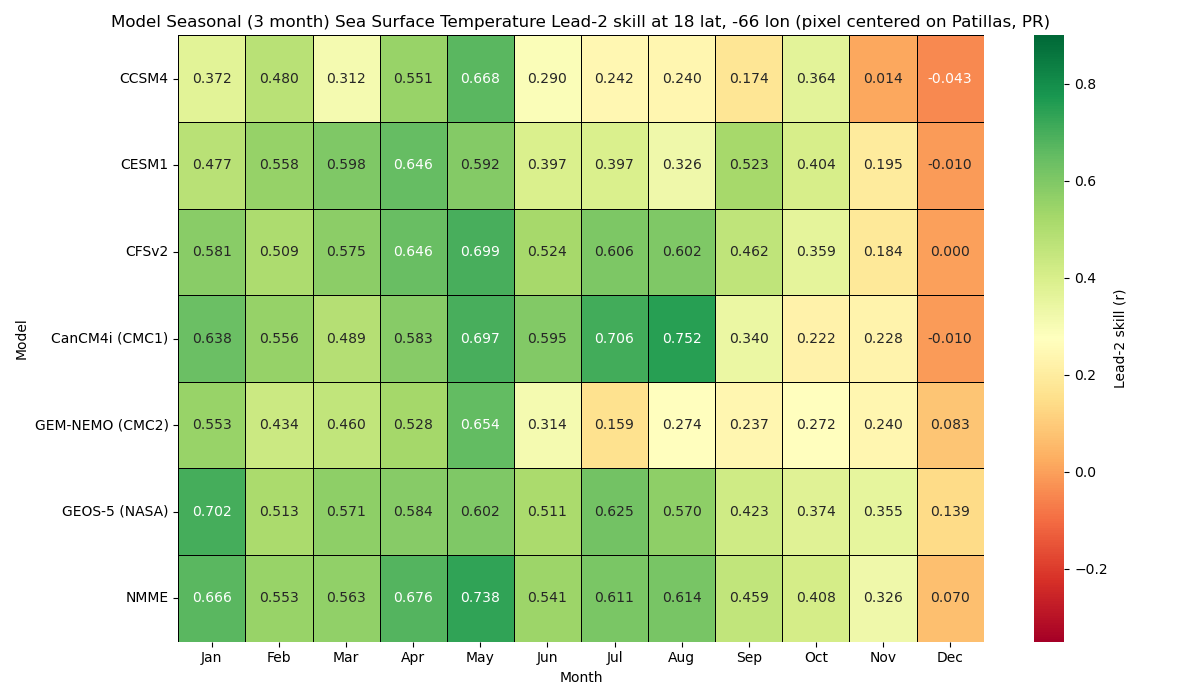 Model Seasonal (3 month) Sea Surface Temperature Lead-2 skill at 18 lat, -66 lon (pixel centered on Patillas, PR)
CCSM4 0.372 0.480 0.312 0.551 0.668 0.290 0.242 0.240 0.174 0.364 0.014 -0.043
CESM1 0.477 0.558 0.598 0.646 0.592 0.397 0.397 0.326 0.523 0.404 0.195 -0.010
CFSv2 0.581 0.509 0.575 0.646 0.699 0.524 0.606 0.602 0.462 0.359 0.184 0.000
CanCM4i (CMC1) 0.638 0.556 0.489 0.583 0.697 0.595 0.706 0.752 0.340 0.222 0.228 -0.010
GEM-NEMO (CMC2) 0.553 0.434 0.460 0.528 0.654 0.314 0.159 0.274 0.237 0.272 0.240 0.083
GEOS-5 (NASA) 0.702 0.513 0.571 0.584 0.602 0.511 0.625 0.570 0.423 0.374 0.355 0.139
NMME 0.666 0.553 0.563 0.676 0.738 0.541 0.611 0.614 0.459 0.408 0.326 0.070
Jan Feb Mar Apr May Jun Jul Aug Sep Oct Nov Dec
Month
Model
0.8
0.6
0.4
0.2
0.0
−0.2
Lead-2 skill (r)